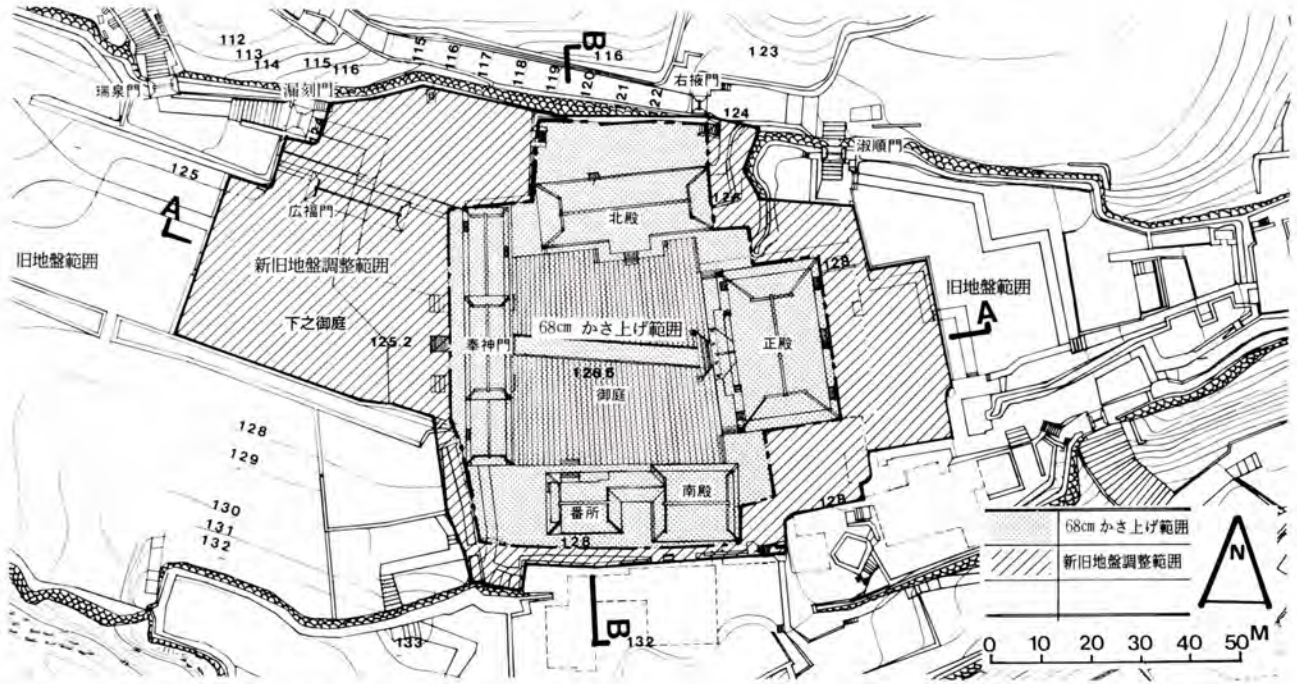 112
113
114
115
116
115
116
117
118
119
120
121
122
B
116
123
右掖門
124
瑞泉門
漏刻門
124
淑順門
125
A
広福門
北殿
126
128
旧地盤範囲
新旧地盤調整範囲
旧地盤範囲
A
下之御庭
125.2
奉神門
68cm かさ上げ範囲
正殿
126.6
御庭
128
129
130
131
132
番所
南殿
128
128
133
B
132
68cm かさ上げ範囲
新旧地盤調整範囲
N
0 10 20 30 40 50 M